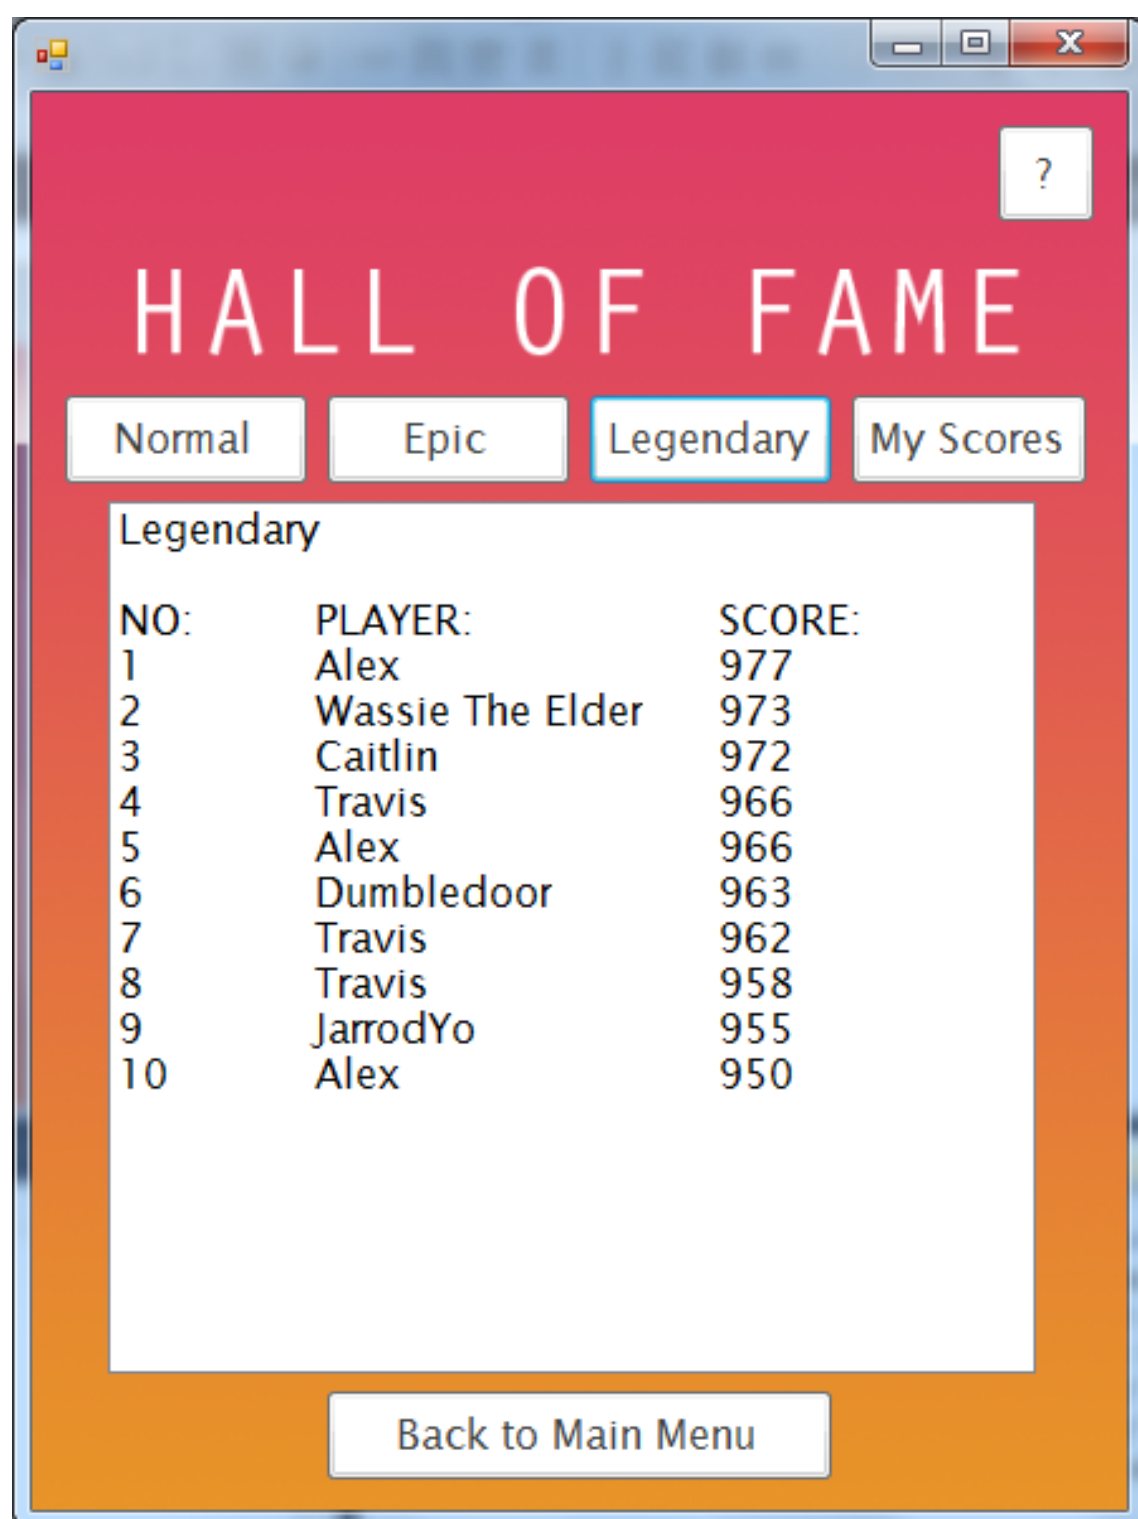 ?
HALL OF FAME
Normal Epic Legendary My Scores
Legendary
NO: PLAYER: SCORE:
1 Alex 977
2 Wassie The Elder 973
3 Caitlin 972
4 Travis 966
5 Alex 966
6 Dumbledoor 963
7 Travis 962
8 Travis 958
9 JarrodYo 955
10 Alex 950
Back to Main Menu